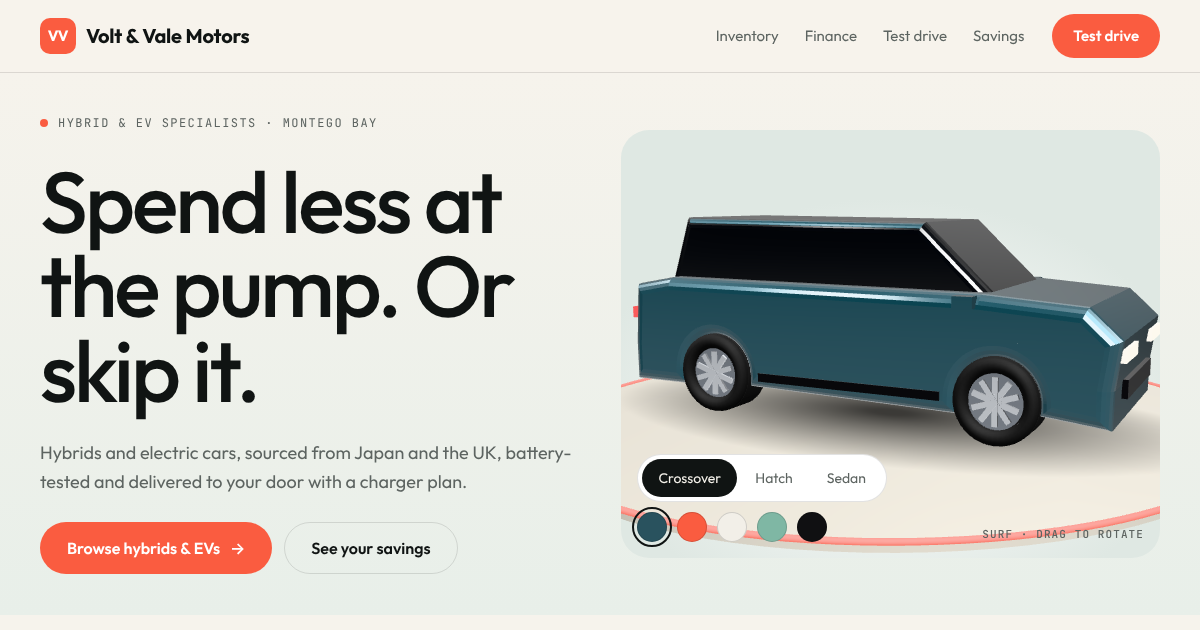 VV
Volt & Vale Motors
Inventory
Finance
Test drive
Savings
Test drive
HYBRID & EV SPECIALISTS · MONTEGO BAY
Spend less at
the pump. Or
skip it.
Hybrids and electric cars, sourced from Japan and the UK, battery-
tested and delivered to your door with a charger plan.
Browse hybrids & EVs →
See your savings
Crossover
Hatch
Sedan
SURF · DRAG TO ROTATE